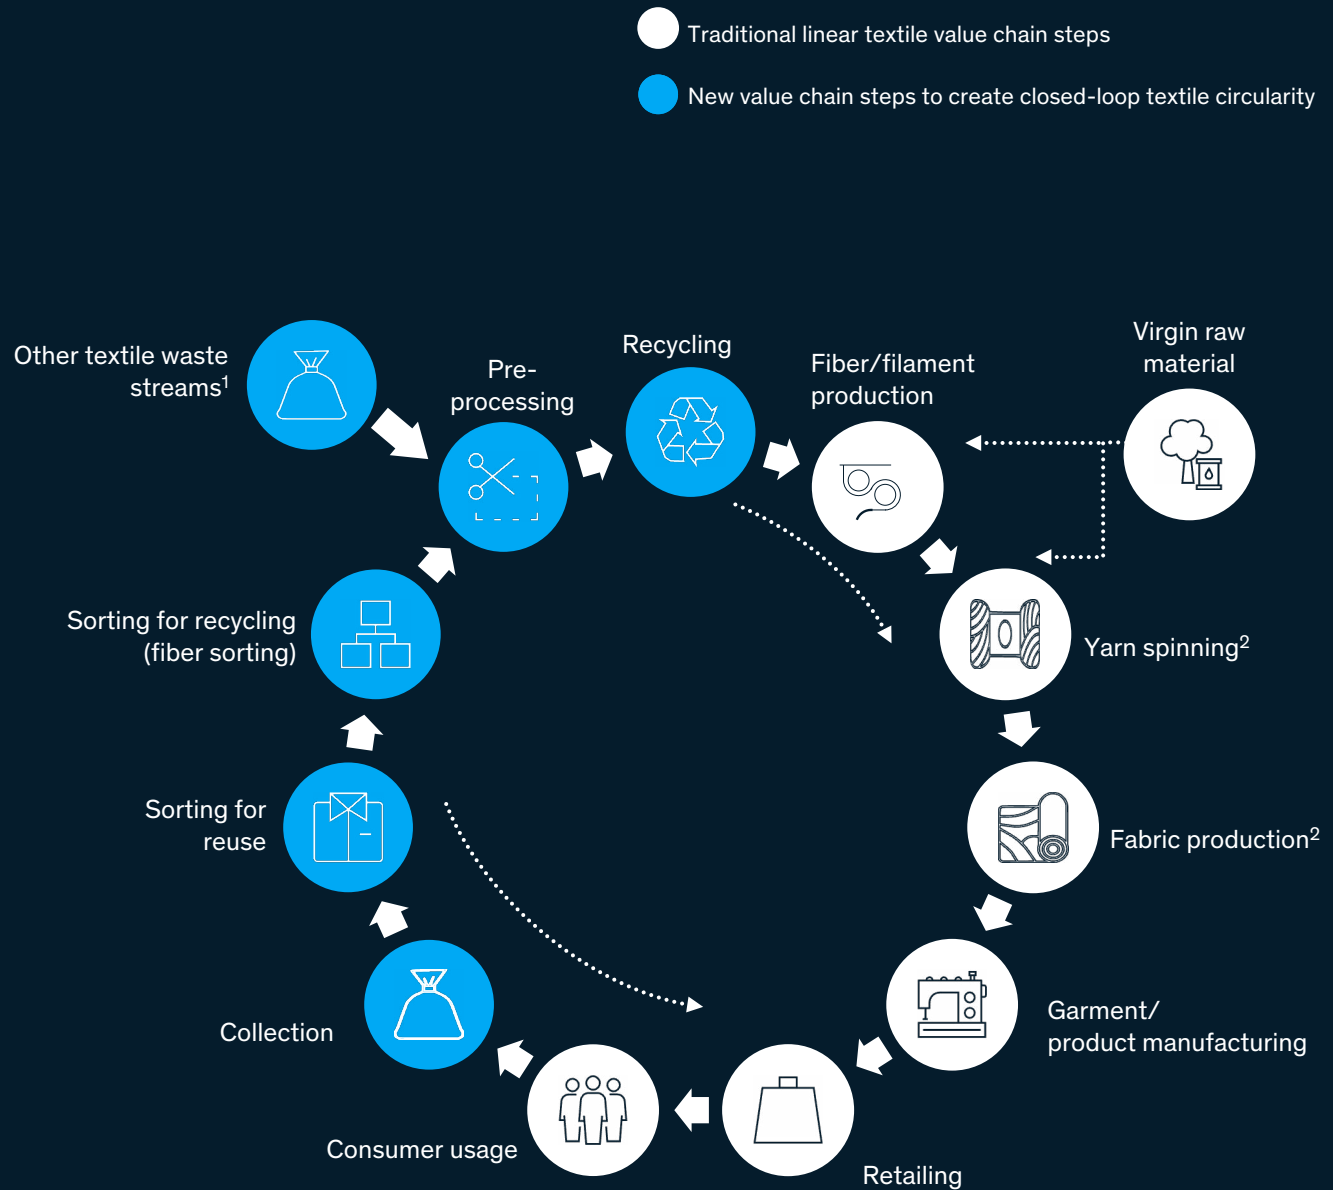 Traditional linear textile value chain steps
New value chain steps to create closed-loop textile circularity
Other textile waste
streams¹
Pre-
processing
Recycling
Fiber/filament
production
Virgin raw
material
Sorting for recycling
(fiber sorting)
Yarn spinning²
Sorting for
reuse
Fabric production²
Collection
Garment/
product manufacturing
Consumer usage
Retailing